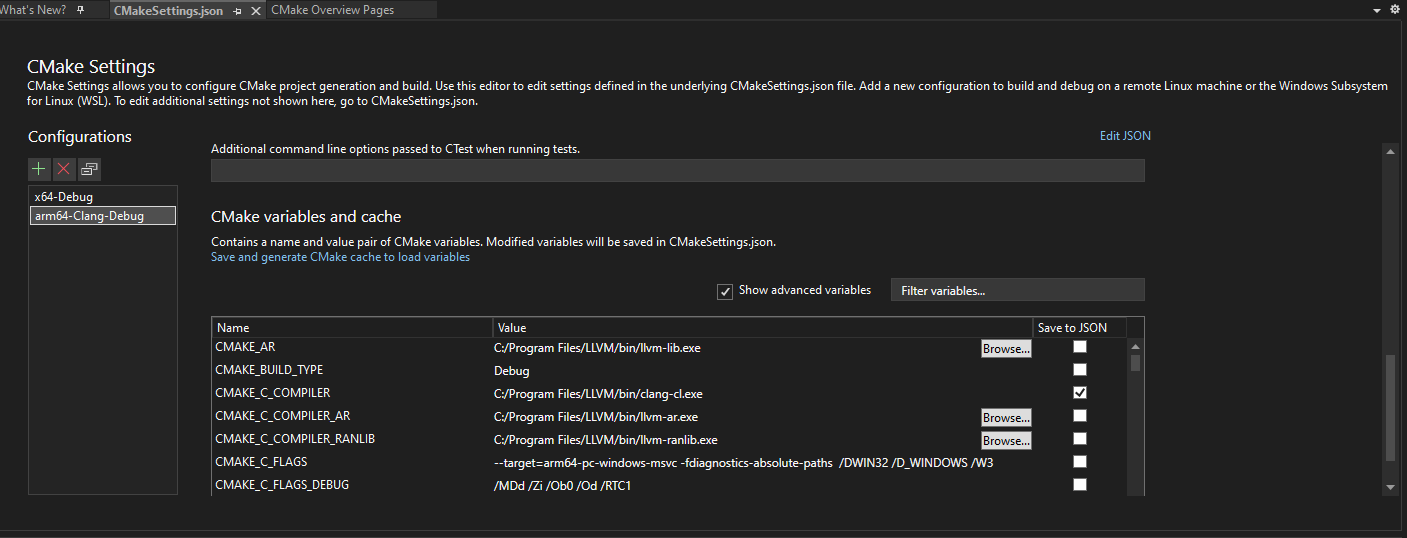 What's New?
CMakeSettings.json
CMake Overview Pages
CMake Settings
CMake Settings allows you to configure CMake project generation and build. Use this editor to edit settings defined in the underlying CMakeSettings.json file. Add a new configuration to build and debug on a remote Linux machine or the Windows Subsystem
for Linux (WSL). To edit additional settings not shown here, go to CMakeSettings.json.
Configurations
Edit JSON
x64-Debug
arm64-Clang-Debug
Additional command line options passed to CTest when running tests.
CMake variables and cache
Contains a name and value pair of CMake variables. Modified variables will be saved in CMakeSettings.json.
Save and generate CMake cache to load variables
Show advanced variables
Filter variables...
Name Value Save to JSON
CMAKE_AR C:/Program Files/LLVM/bin/llvm-lib.exe Browse...
CMAKE_BUILD_TYPE Debug
CMAKE_C_COMPILER C:/Program Files/LLVM/bin/clang-cl.exe
CMAKE_C_COMPILER_AR C:/Program Files/LLVM/bin/llvm-ar.exe Browse...
CMAKE_C_COMPILER_RANLIB C:/Program Files/LLVM/bin/llvm-ranlib.exe Browse...
CMAKE_C_FLAGS --target=arm64-pc-windows-msvc -fdiagnostics-absolute-paths /DWIN32 /D_WINDOWS /W3
CMAKE_C_FLAGS_DEBUG /MDd /Zi /Ob0 /Od /RTC1